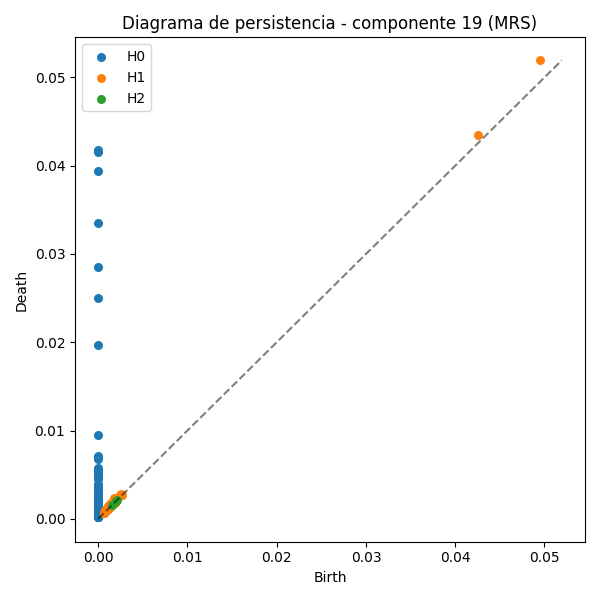 Diagrama de persistencia - componente 19 (MRS)
H0
H1
H2
0.05
0.04
0.03
0.02
0.01
0.00
Death
0.00 0.01 0.02 0.03 0.04 0.05
Birth